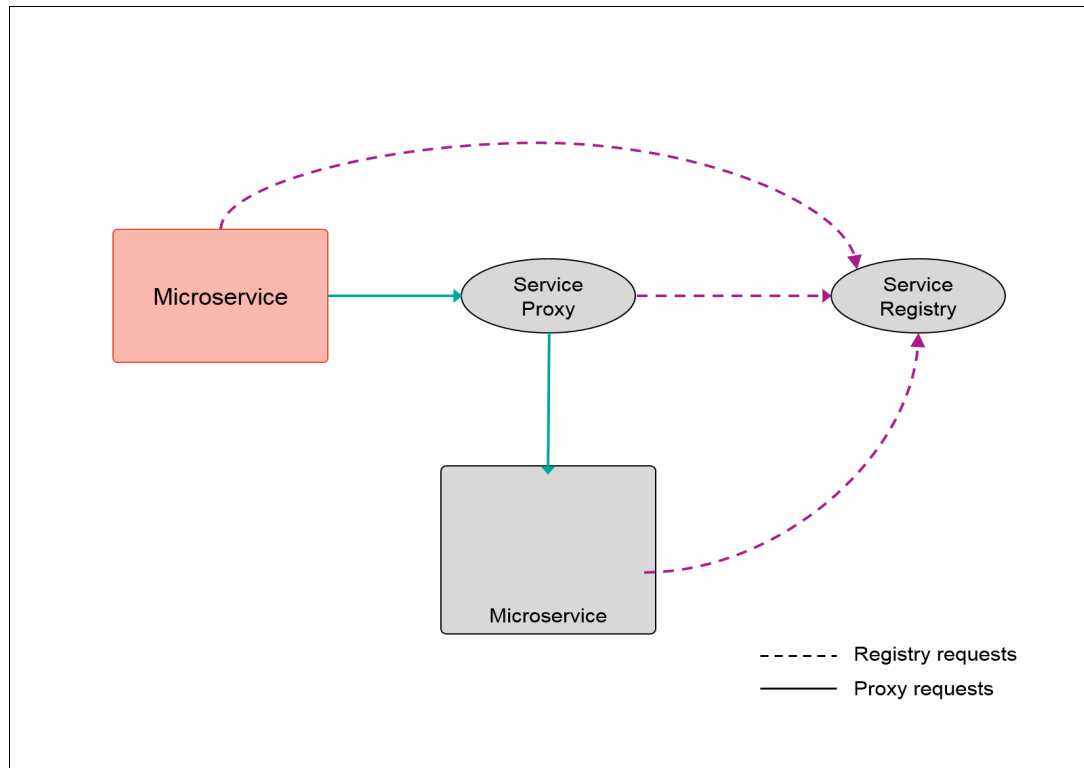 Microservice
Service
Proxy
Service
Registry
Microservice
Registry requests
Proxy requests